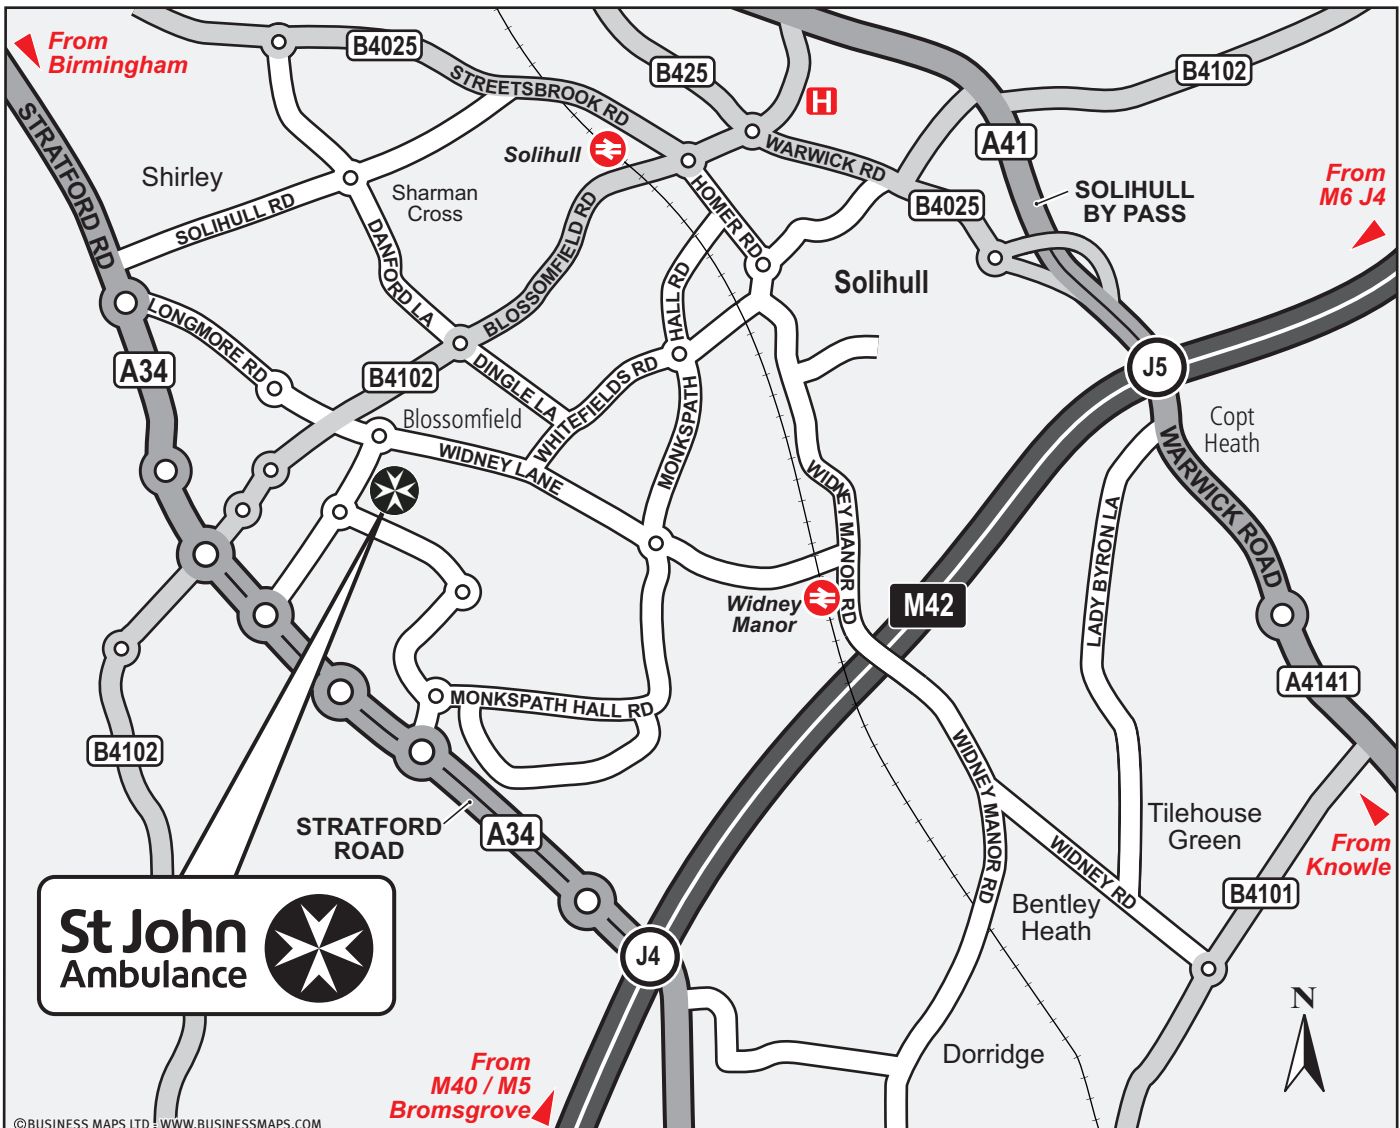 From
Birmingham
B4025
STREETSBROOK RD
B425
H
B4102
A41
WARWICK RD
From
M6 J4
SOLIHULL
BY PASS
Solihull
Shirley
Sharman
Cross
STRATFORD RD
SOLIHULL RD
DANFORD LA
BLOSSOMFIELD RD
HOMER RD
B4025
Solihull
LONGMORE RD
HALL RD
A34
B4102
DINGLE LA
WHITEFIELDS RD
MONKSPATH
J5
Blossomfield
WIDNEY LANE
Copt
Heath
WIDNEY MANOR RD
WARWICK ROAD
LADY BYRON LA
Widney
Manor
M42
A4141
MONKSPATH HALL RD
B4102
WIDNEY MANOR RD
STRATFORD
ROAD
A34
Tilehouse
Green
From
Knowle
WIDNEY RD
B4101
Bentley
Heath
St John
Ambulance
J4
N
Dorridge
From
M40 / M5
Bromsgrove
©BUSINESS MAPS LTD : WWW.BUSINESSMAPS.COM